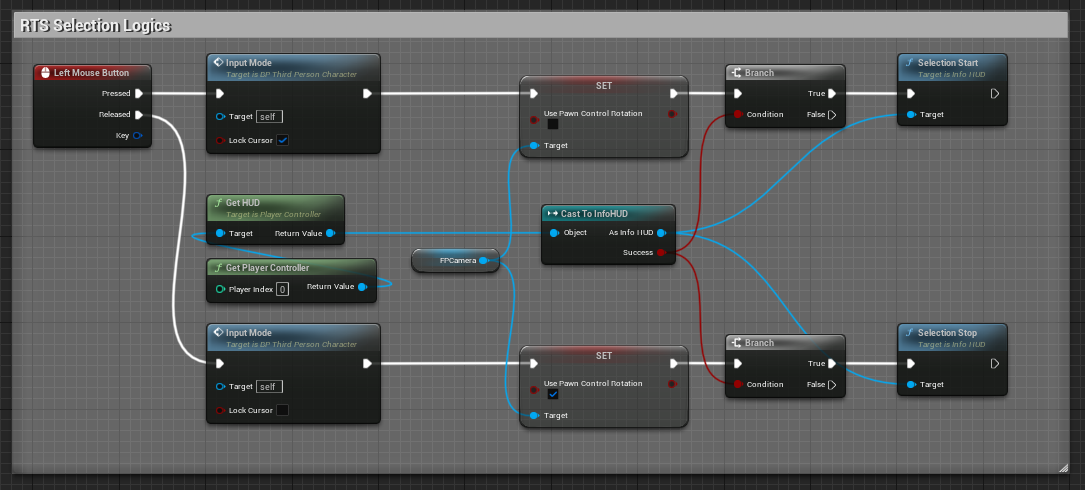 RTS Selection Logics
Left Mouse Button
Pressed
Released
Key
Input Mode
Target is BP Third Person Character
Target self
Lock Cursor
SET
Use Pawn Control Rotation
Target
Branch
True
Condition False
Selection Start
Target is Info HUD
Target
Get HUD
Target is Player Controller
Target Return Value
Get Player Controller
Player Index 0 Return Value
FPCamera
Cast To InfoHUD
Object As Info HUD
Success
Input Mode
Target is BP Third Person Character
Target self
Lock Cursor
SET
Use Pawn Control Rotation
Target
Branch
True
Condition False
Selection Stop
Target is Info HUD
Target